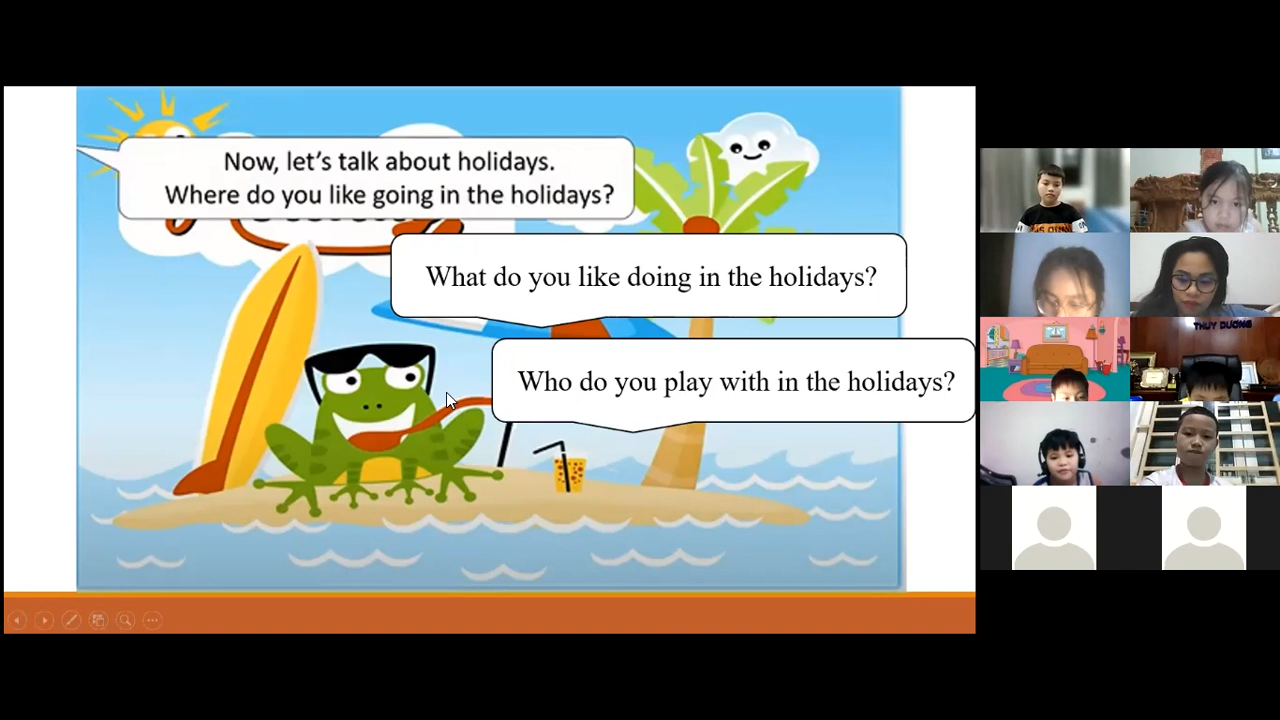 Now, let's talk about holidays.
Where do you like going in the holidays?
What do you like doing in the holidays?
Who do you play with in the holidays?
THUY DUONG